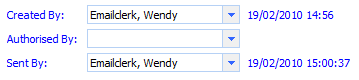 Created By: Emailclerk, Wendy 19/02/2010 14:56
Authorised By:
Sent By: Emailclerk, Wendy 19/02/2010 15:00:37